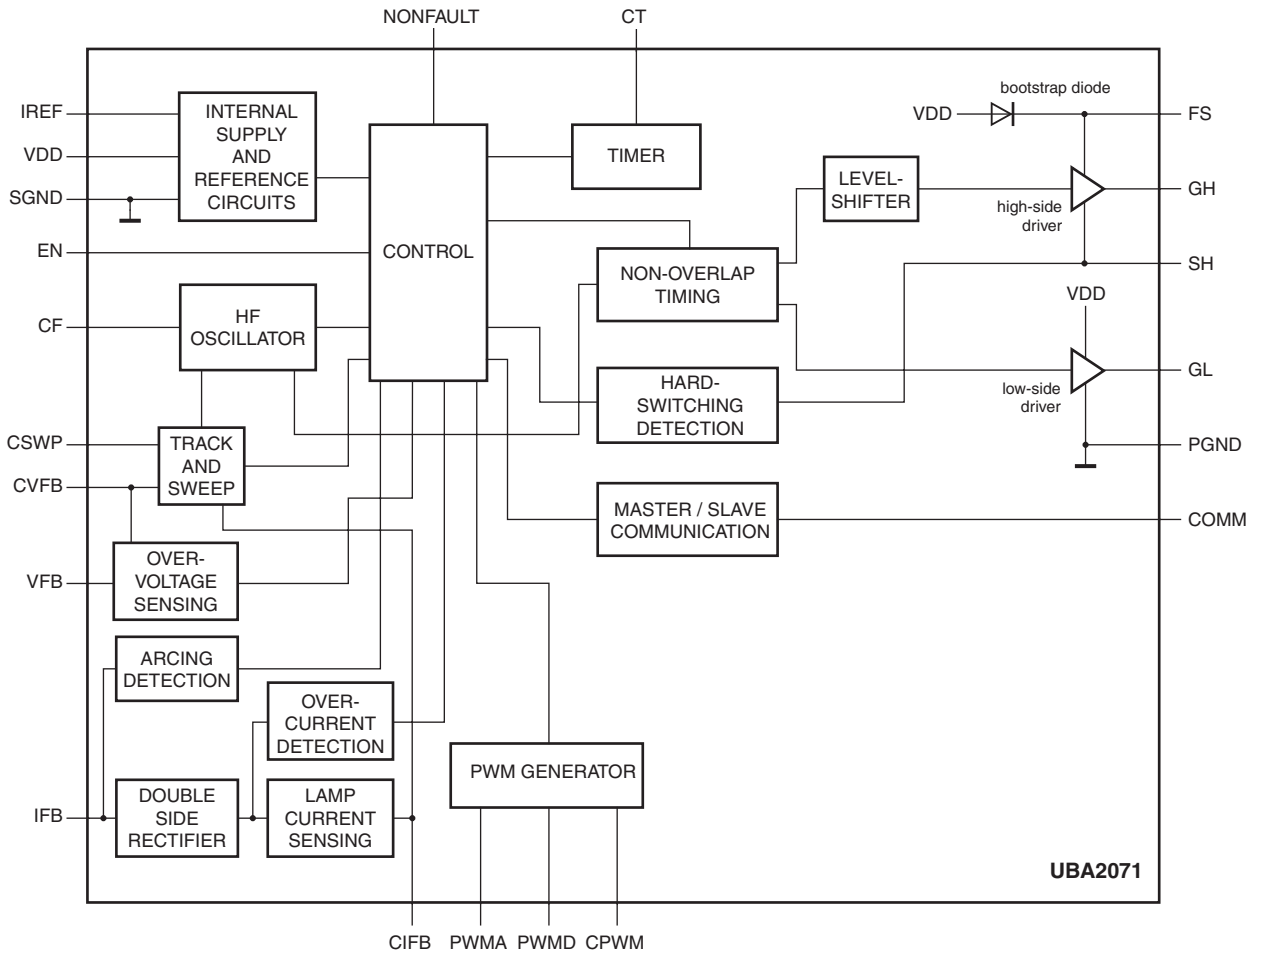 NONFAULT
CT
IREF
VDD
SGND
EN
CF
CSWP
CVFB
VFB
IFB
INTERNAL
SUPPLY
AND
REFERENCE
CIRCUITS
CONTROL
TIMER
HF
OSCILLATOR
TRACK
AND
SWEEP
OVER-
VOLTAGE
SENSING
ARCING
DETECTION
OVER-
CURRENT
DETECTION
DOUBLE
SIDE
RECTIFIER
LAMP
CURRENT
SENSING
NON-OVERLAP
TIMING
HARD-
SWITCHING
DETECTION
MASTER / SLAVE
COMMUNICATION
PWM GENERATOR
LEVEL-
SHIFTER
bootstrap diode
VDD
high-side
driver
VDD
low-side
driver
FS
GH
SH
GL
PGND
COMM
UBA2071
CIFB
PWMA
PWMD
CPWM